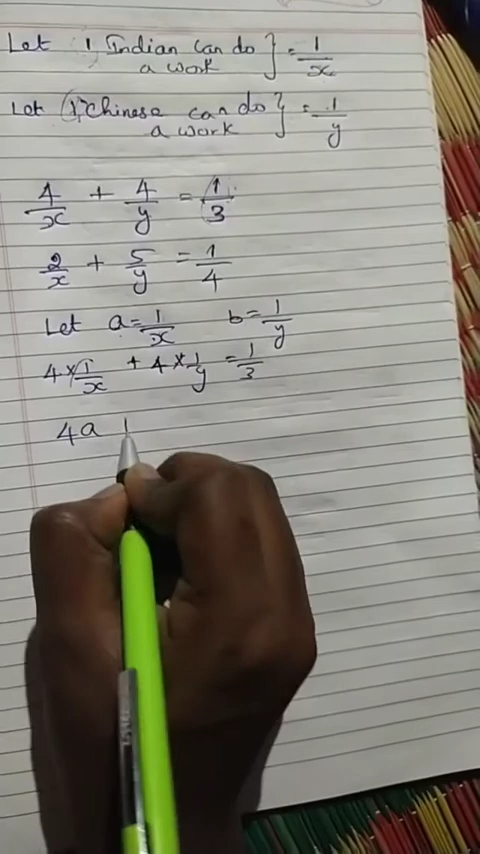 Let 1 Indian can do } = 1/x
a work
Let 1 Chinese can do } = 1/y
a work
4/x + 4/y = 1/3
2/x + 5/y = 1/4
Let a = 1/x b = 1/y
4 × 1/x + 4 × 1/y = 1/3
4a